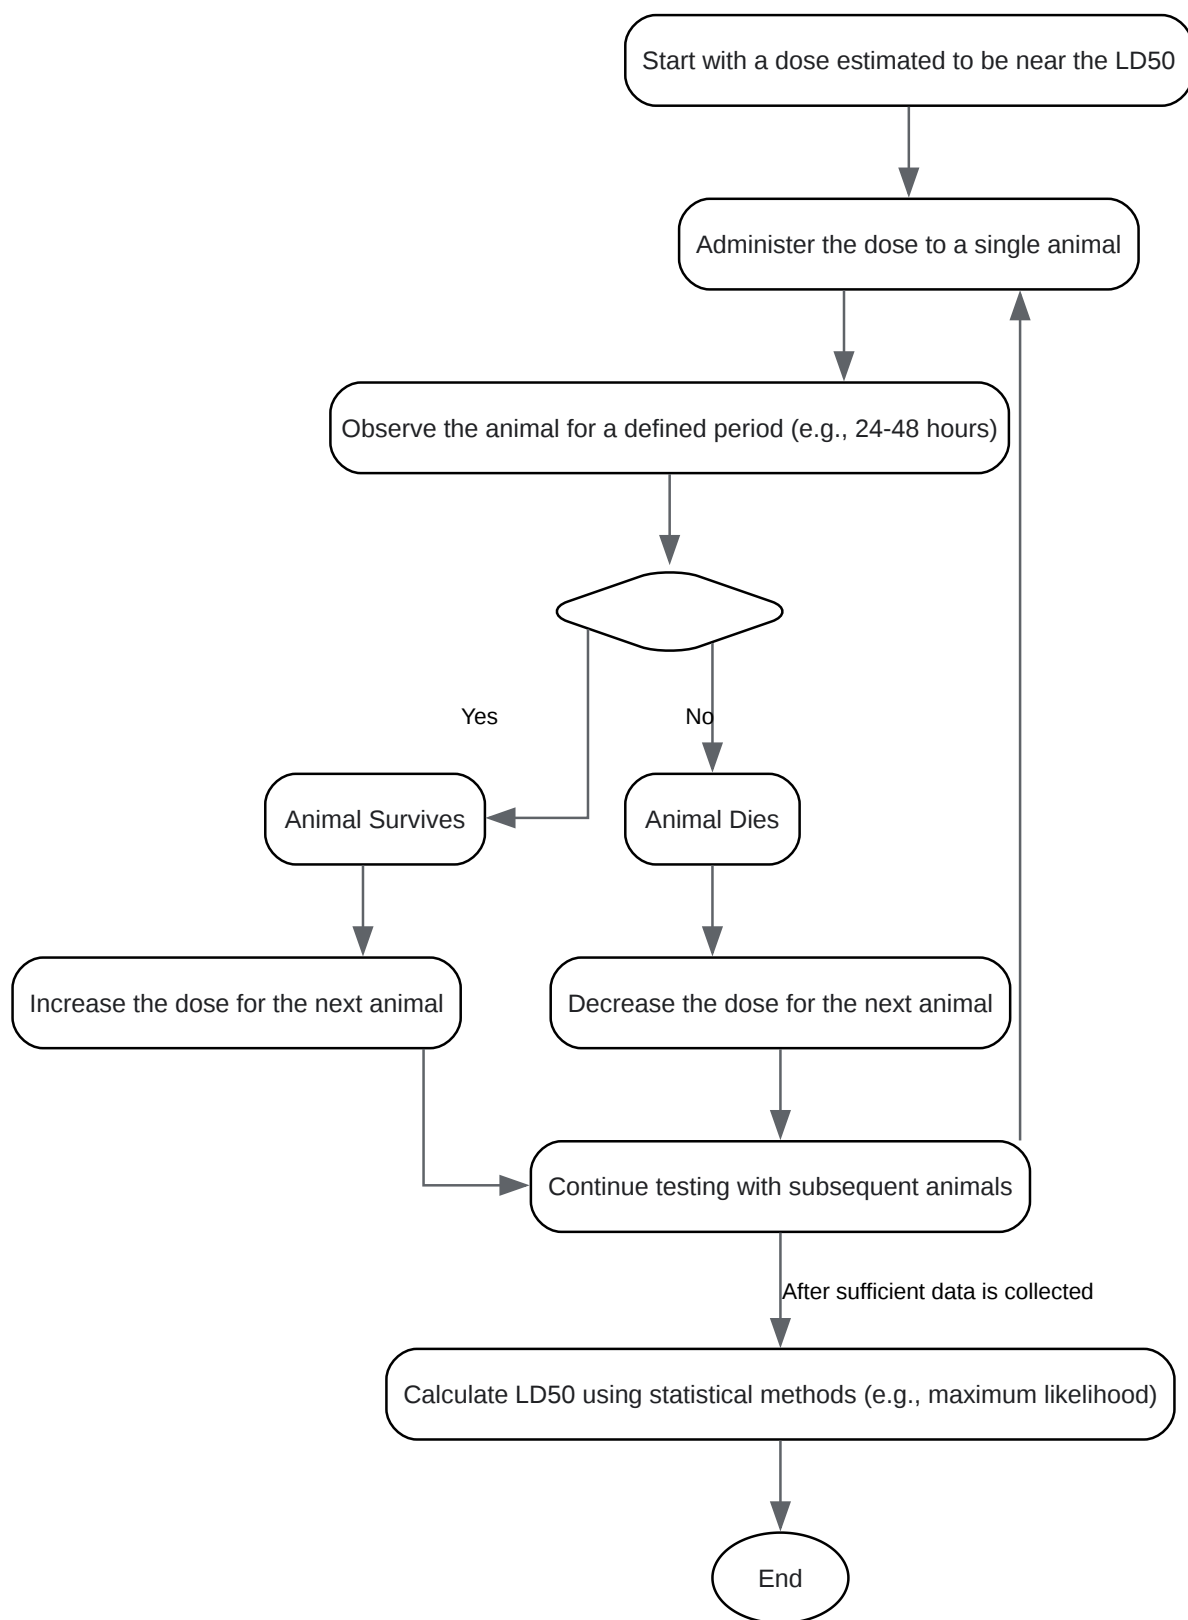 Start with a dose estimated to be near the LD50
Administer the dose to a single animal
Observe the animal for a defined period (e.g., 24-48 hours)
Yes
No
Animal Survives
Animal Dies
Increase the dose for the next animal
Decrease the dose for the next animal
Continue testing with subsequent animals
After sufficient data is collected
Calculate LD50 using statistical methods (e.g., maximum likelihood)
End